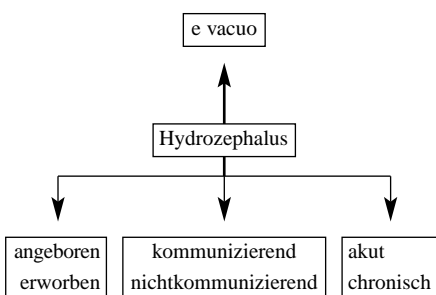 e vacuo
Hydrozephalus
angeboren
erworben
kommunizierend
nichtkommunizierend
akut
chronisch